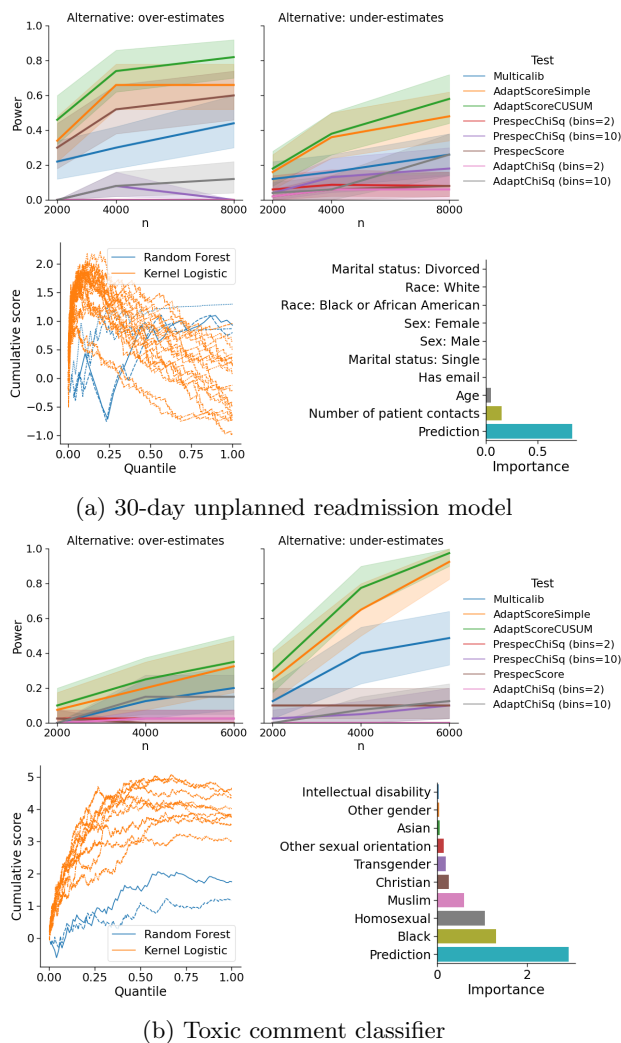 Alternative: over-estimates
Alternative: under-estimates
1.0
0.8
0.6
0.4
0.2
0.0
Power
2000 4000 8000
n
2000 4000 8000
n
Test
Multicalib
AdaptScoreSimple
AdaptScoreCUSUM
PrespecChiSq (bins=2)
PrespecChiSq (bins=10)
PrespecScore
AdaptChiSq (bins=2)
AdaptChiSq (bins=10)
Random Forest
Kernel Logistic
2.0
1.5
1.0
0.5
0.0
−0.5
−1.0
Cumulative score
0.00 0.25 0.50 0.75 1.00
Quantile
Marital status: Divorced
Race: White
Race: Black or African American
Sex: Female
Sex: Male
Marital status: Single
Has email
Age
Number of patient contacts
Prediction
0.0 0.5
Importance
(a) 30-day unplanned readmission model
Alternative: over-estimates
Alternative: under-estimates
1.0
0.8
0.6
0.4
0.2
0.0
Power
2000 4000 6000
n
2000 4000 6000
n
Test
Multicalib
AdaptScoreSimple
AdaptScoreCUSUM
PrespecChiSq (bins=2)
PrespecChiSq (bins=10)
PrespecScore
AdaptChiSq (bins=2)
AdaptChiSq (bins=10)
5
4
3
2
1
0
Cumulative score
Random Forest
Kernel Logistic
0.00 0.25 0.50 0.75 1.00
Quantile
Intellectual disability
Other gender
Asian
Other sexual orientation
Transgender
Christian
Muslim
Homosexual
Black
Prediction
0 2
Importance
(b) Toxic comment classifier